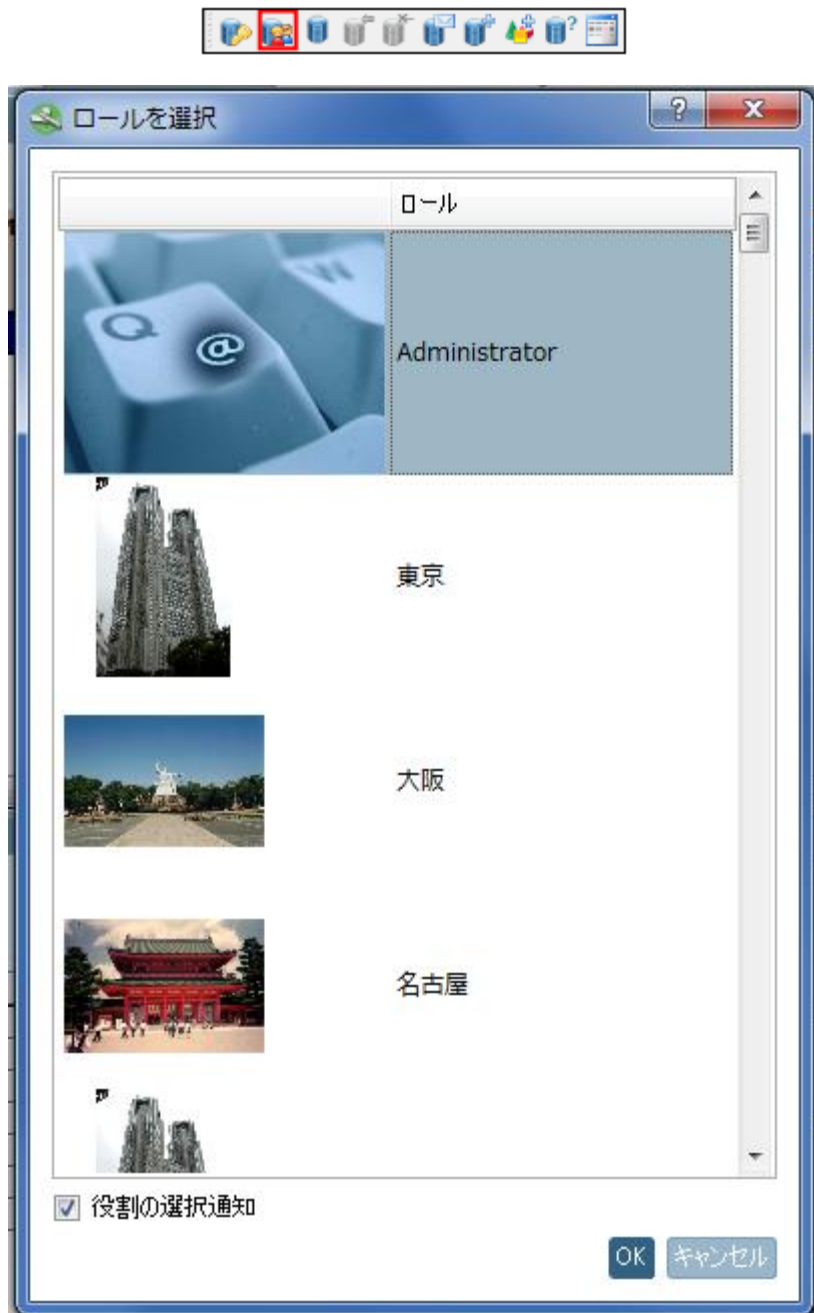 ロールを選択
ロール
Q
W
@
Administrator
東京
大阪
名古屋
役割の選択通知
OK
キャンセル